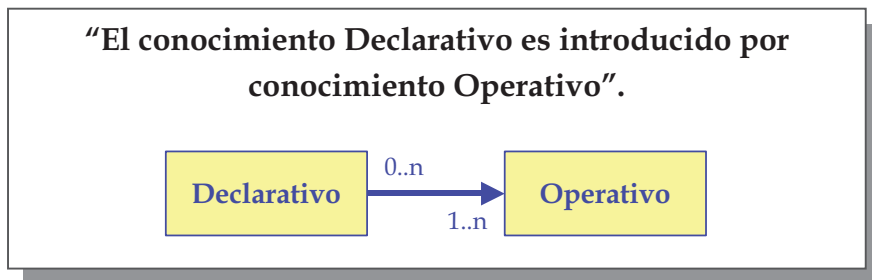 “El conocimiento Declarativo es introducido por
conocimiento Operativo”.
0..n
Declarativo
Operativo
1..n